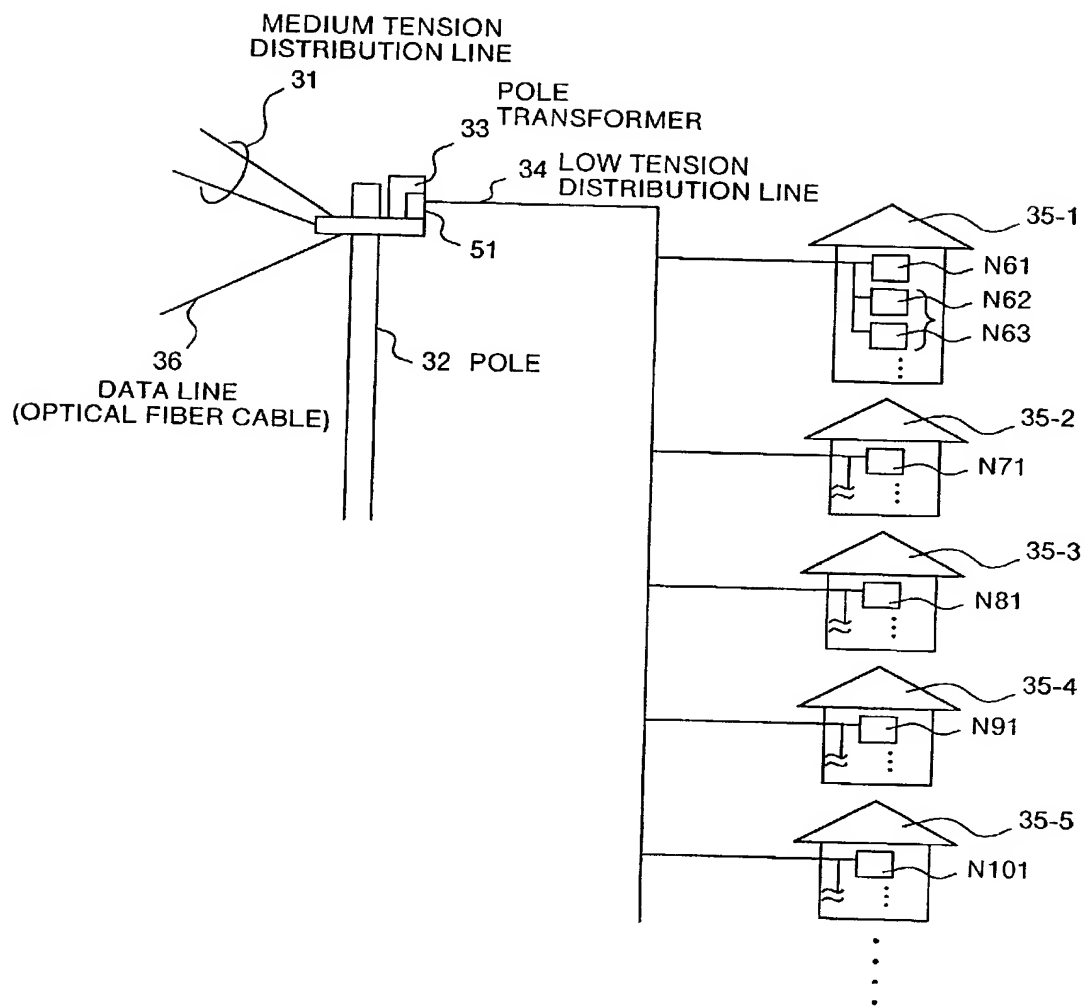 MEDIUM TENSION
DISTRIBUTION LINE
31
POLE
TRANSFORMER
33
34 LOW TENSION
DISTRIBUTION LINE
51
36
DATA LINE
(OPTICAL FIBER CABLE)
32 POLE
35-1
N61
N62
N63
35-2
N71
35-3
N81
35-4
N91
35-5
N101